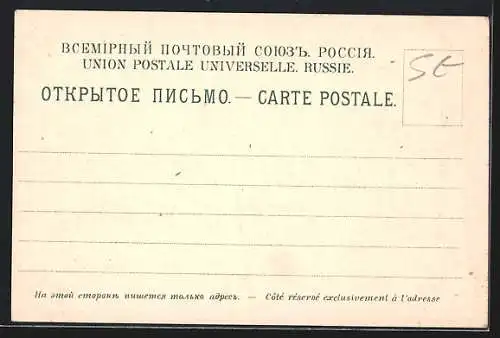 ВСЕМІРНЫЙ ПОЧТОВЫЙ СОЮЗЪ. РОССІЯ.
UNION POSTALE UNIVERSELLE. RUSSIE.
ОТКРЫТОЕ ПИСЬМО. — CARTE POSTALE.
На этой сторонѣ пишется только адресъ. — Côté réservé exclusivement à l'adresse